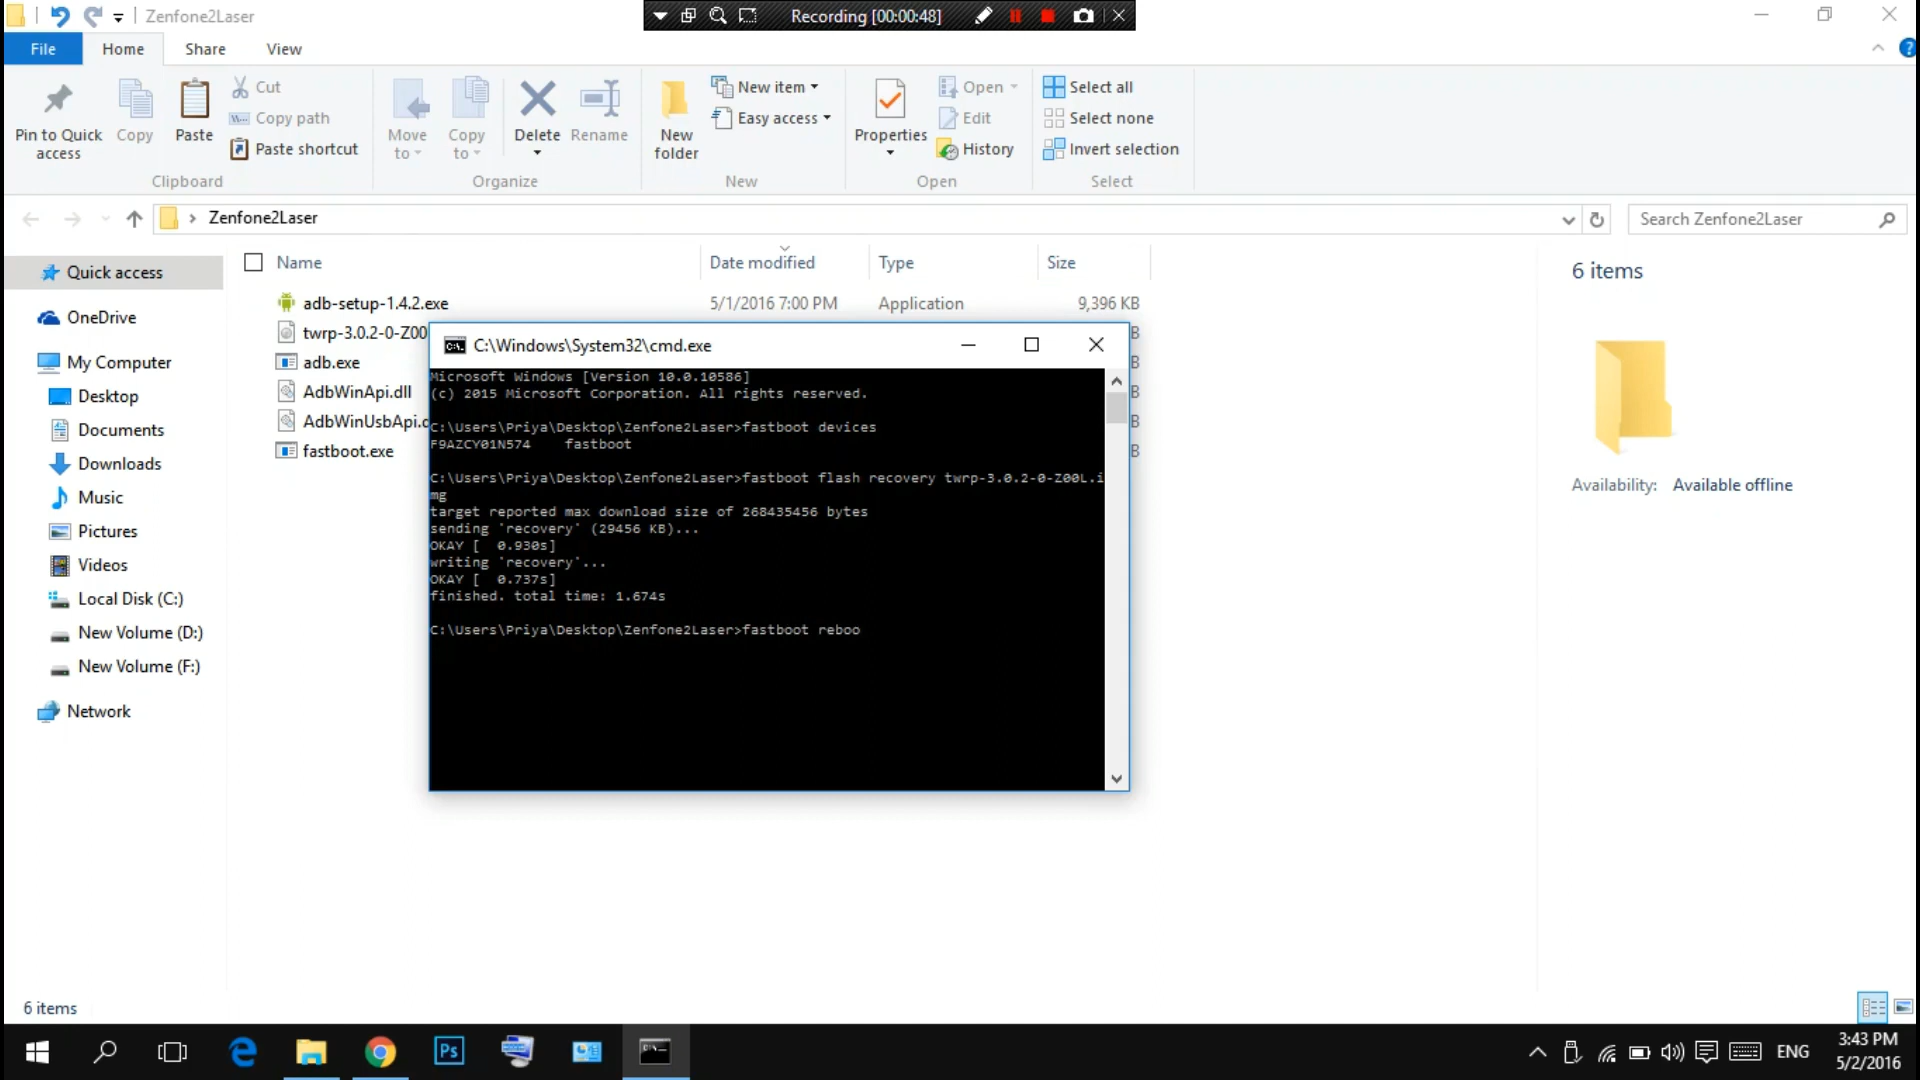 Zenfone2Laser
Recording [00:00:48]
File Home Share View
Pin to Quick access
Copy
Paste
Cut
Copy path
Paste shortcut
Clipboard
Move to
Copy to
Delete
Rename
Organize
New folder
New item
Easy access
New
Properties
Open
Edit
History
Open
Select all
Select none
Invert selection
Select
Zenfone2Laser
Search Zenfone2Laser
Quick access
OneDrive
My Computer
Desktop
Documents
Downloads
Music
Pictures
Videos
Local Disk (C:)
New Volume (D:)
New Volume (F:)
Network
Name Date modified Type Size
adb-setup-1.4.2.exe 5/1/2016 7:00 PM Application 9,396 KB
twrp-3.0.2-0-Z00
adb.exe
AdbWinApi.dll
AdbWinUsbApi.d
fastboot.exe
C:\Windows\System32\cmd.exe
Microsoft Windows [Version 10.0.10586]
(c) 2015 Microsoft Corporation. All rights reserved.
C:\Users\Priya\Desktop\Zenfone2Laser>fastboot devices
F9AZCY01N574 fastboot
C:\Users\Priya\Desktop\Zenfone2Laser>fastboot flash recovery twrp-3.0.2-0-Z00L.i
mg
target reported max download size of 268435456 bytes
sending 'recovery' (29456 KB)...
OKAY [ 0.930s]
writing 'recovery'...
OKAY [ 0.737s]
finished. total time: 1.674s
C:\Users\Priya\Desktop\Zenfone2Laser>fastboot reboo
6 items
Availability: Available offline
6 items
Ps
ENG
3:43 PM
5/2/2016